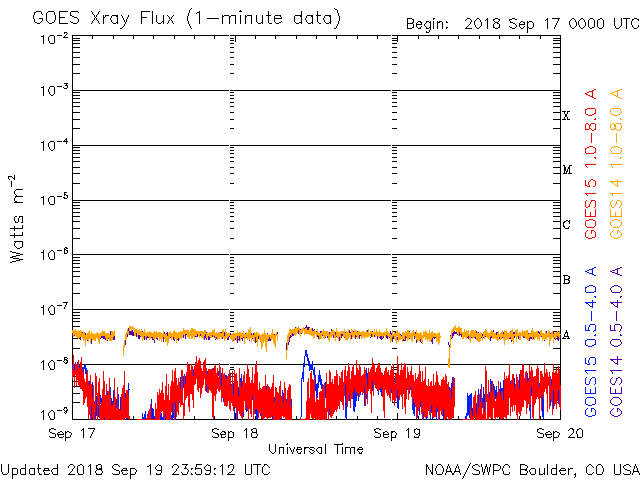 GOES Xray Flux (1-minute data)
Begin: 2018 Sep 17 0000 UTC
10-2
10-3
10-4
10-5
10-6
10-7
10-8
10-9
Watts m-2
X
M
C
B
A
GOES15 1.0-8.0 A
GOES14 1.0-8.0 A
GOES15 0.5-4.0 A
GOES14 0.5-4.0 A
Sep 17
Sep 18
Sep 19
Sep 20
Universal Time
Updated 2018 Sep 19 23:59:12 UTC
NOAA/SWPC Boulder, CO USA